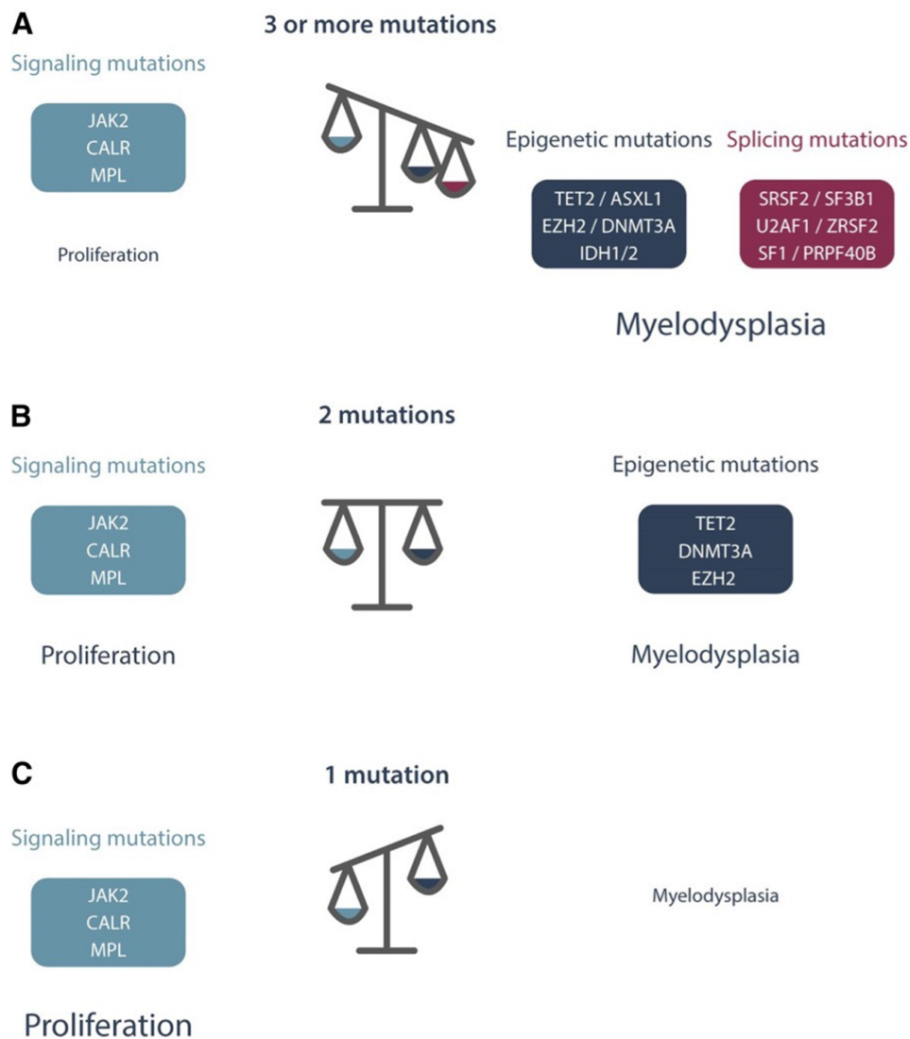 A
3 or more mutations
Signaling mutations
JAK2
CALR
MPL
Proliferation
Epigenetic mutations
TET2 / ASXL1
EZH2 / DNMT3A
IDH1/2
Splicing mutations
SRSF2 / SF3B1
U2AF1 / ZRSF2
SF1 / PRPF40B
Myelodysplasia
B
2 mutations
Signaling mutations
JAK2
CALR
MPL
Proliferation
Epigenetic mutations
TET2
DNMT3A
EZH2
Myelodysplasia
C
1 mutation
Signaling mutations
JAK2
CALR
MPL
Proliferation
Myelodysplasia